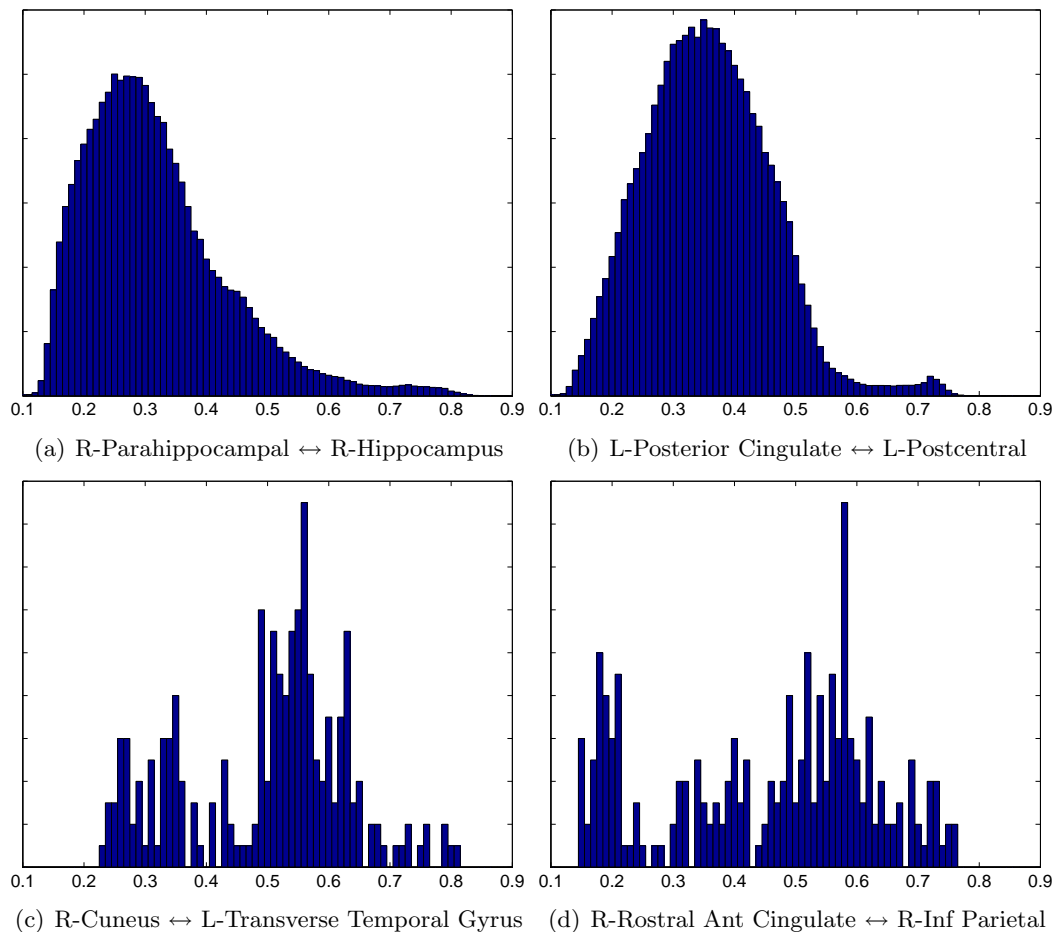 0.1 0.2 0.3 0.4 0.5 0.6 0.7 0.8 0.9
0.1 0.2 0.3 0.4 0.5 0.6 0.7 0.8 0.9
(a) R-Parahippocampal ↔ R-Hippocampus
(b) L-Posterior Cingulate ↔ L-Postcentral
0.1 0.2 0.3 0.4 0.5 0.6 0.7 0.8 0.9
0.1 0.2 0.3 0.4 0.5 0.6 0.7 0.8 0.9
(c) R-Cuneus ↔ L-Transverse Temporal Gyrus
(d) R-Rostral Ant Cingulate ↔ R-Inf Parietal